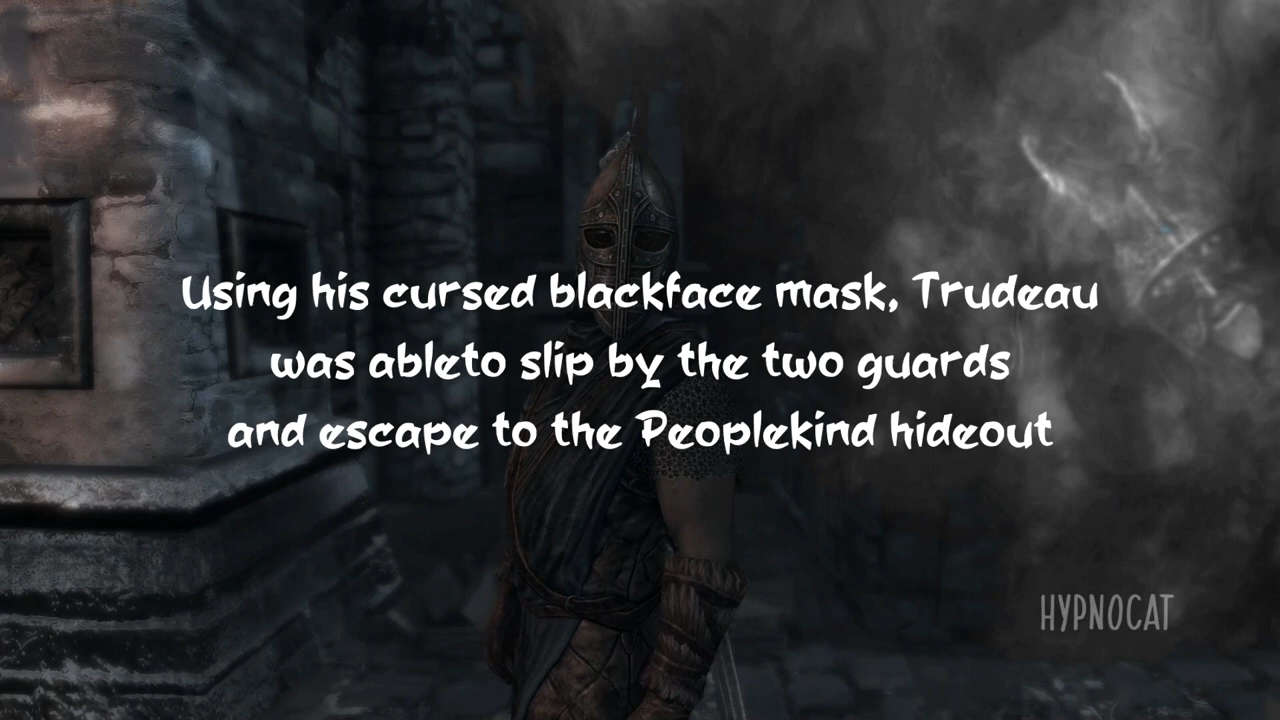 Using his cursed blackface mask, Trudeau
was ableto slip by the two guards
and escape to the Peoplekind hideout
HYPNOCAT